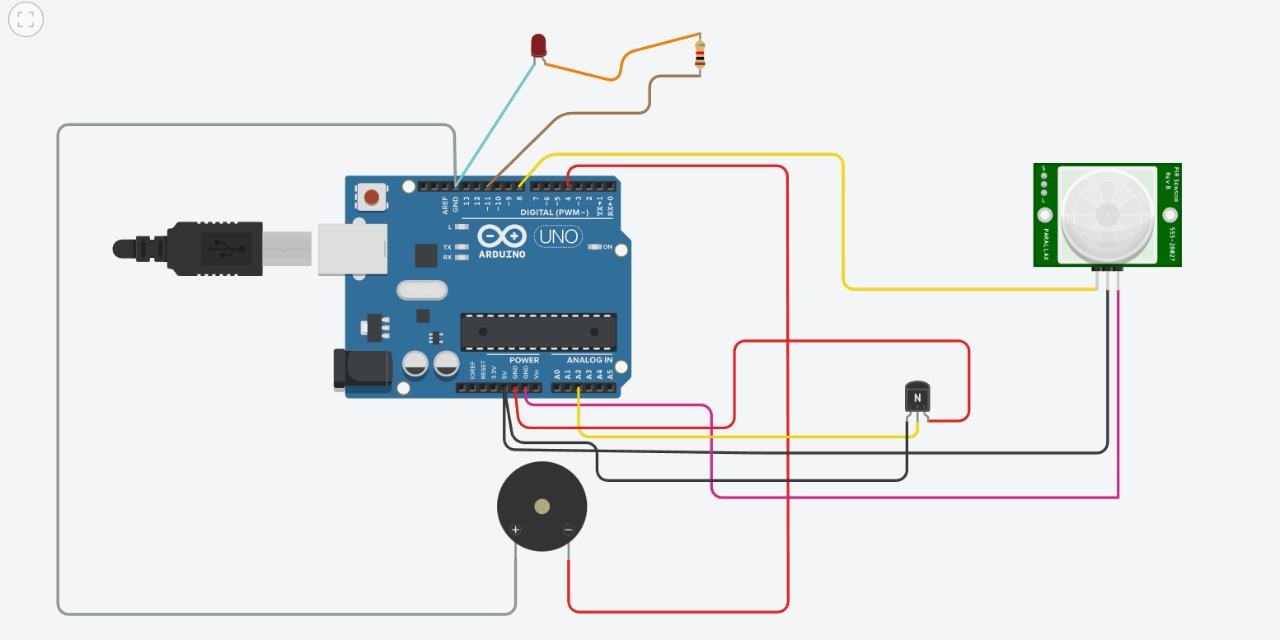 AREF
GND
13
12
~11
~10
~9
8
7
~6
~5
4
~3
2
TX→1
RX←0
DIGITAL (PWM~)
L
TX
RX
ARDUINO
UNO
ON
POWER
ANALOG IN
IOREF
RESET
3.3V
5V
GND
GND
Vin
A0
A1
A2
A3
A4
A5
N
+
−
PIR SENSOR
Rev B
PARALLAX
555-28027